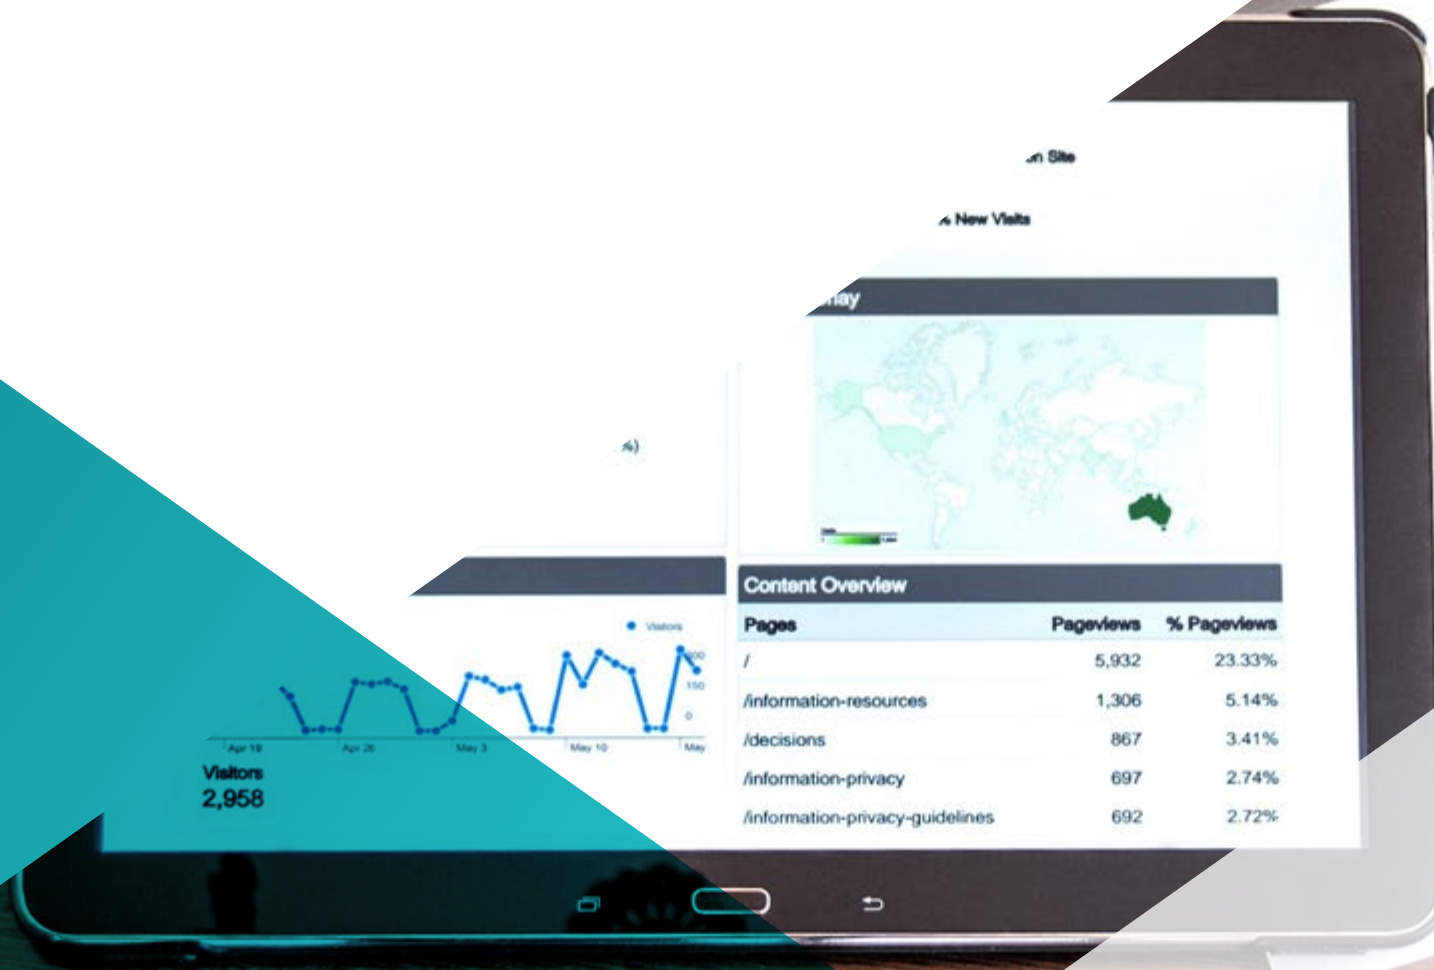 on Site
% New Visits
%)
Visitors
150
0
Apr 19 Apr 26 May 3 May 10 May
Visitors
2,958
Content Overview
Pages Pageviews % Pageviews
/ 5,932 23.33%
/information-resources 1,306 5.14%
/decisions 867 3.41%
/information-privacy 697 2.74%
/information-privacy-guidelines 692 2.72%